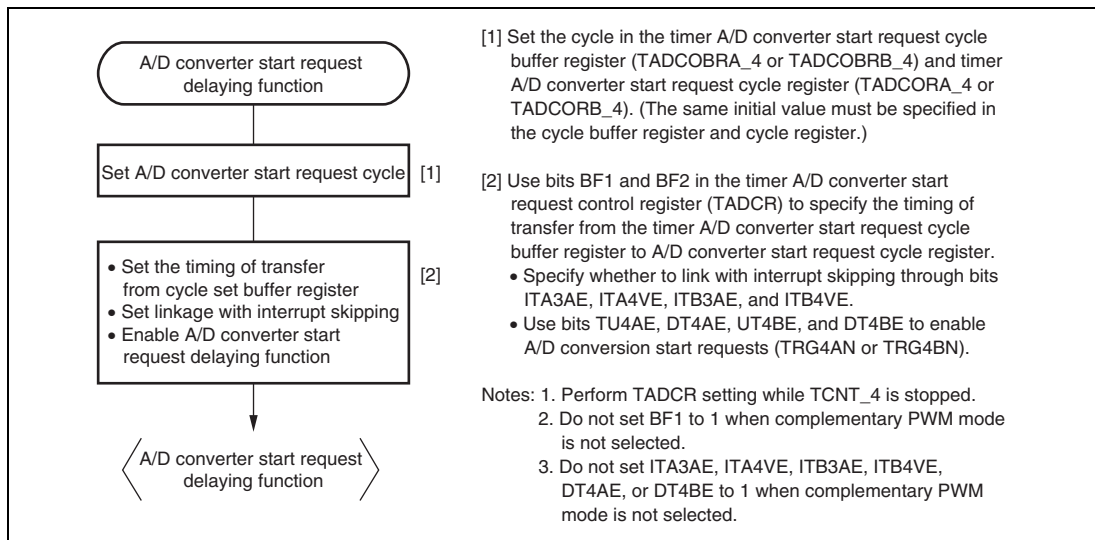 A/D converter start request
delaying function
Set A/D converter start request cycle
[1]
• Set the timing of transfer
from cycle set buffer register
• Set linkage with interrupt skipping
• Enable A/D converter start
request delaying function
[2]
A/D converter start request
delaying function
[1] Set the cycle in the timer A/D converter start request cycle
buffer register (TADCOBRA_4 or TADCOBRB_4) and timer
A/D converter start request cycle register (TADCORA_4 or
TADCORB_4). (The same initial value must be specified in
the cycle buffer register and cycle register.)
[2] Use bits BF1 and BF2 in the timer A/D converter start
request control register (TADCR) to specify the timing of
transfer from the timer A/D converter start request cycle
buffer register to A/D converter start request cycle register.
• Specify whether to link with interrupt skipping through bits
ITA3AE, ITA4VE, ITB3AE, and ITB4VE.
• Use bits TU4AE, DT4AE, UT4BE, and DT4BE to enable
A/D conversion start requests (TRG4AN or TRG4BN).
Notes: 1. Perform TADCR setting while TCNT_4 is stopped.
2. Do not set BF1 to 1 when complementary PWM mode
is not selected.
3. Do not set ITA3AE, ITA4VE, ITB3AE, ITB4VE,
DT4AE, or DT4BE to 1 when complementary PWM
mode is not selected.